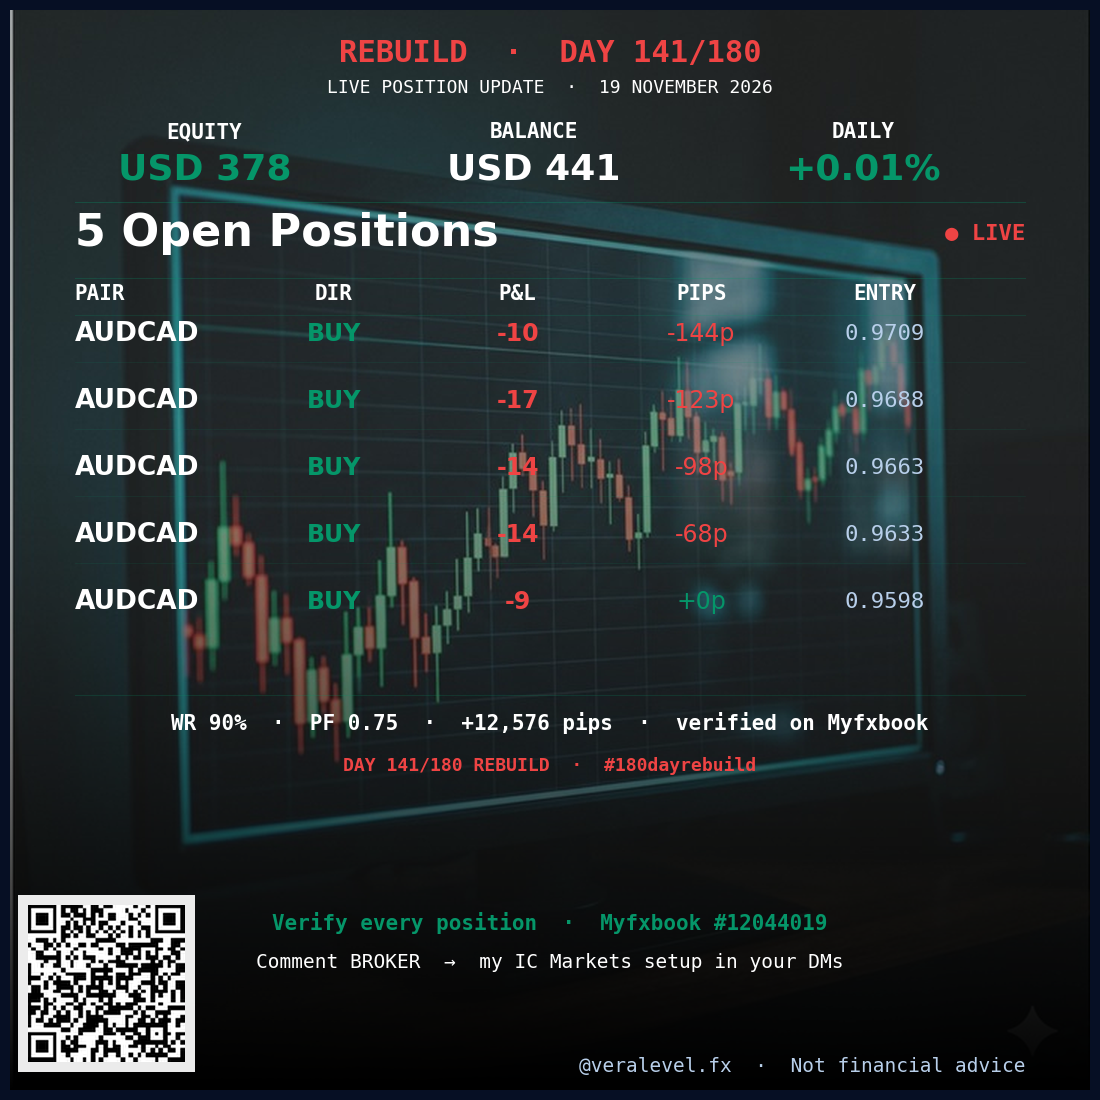 REBUILD · DAY 141/180
LIVE POSITION UPDATE · 19 NOVEMBER 2026
EQUITY BALANCE DAILY
USD 378 USD 441 +0.01%
5 Open Positions ● LIVE
PAIR DIR P&L PIPS ENTRY
AUDCAD BUY -10 -144p 0.9709
AUDCAD BUY -17 -123p 0.9688
AUDCAD BUY -14 -98p 0.9663
AUDCAD BUY -14 -68p 0.9633
AUDCAD BUY -9 +0p 0.9598
WR 90% · PF 0.75 · +12,576 pips · verified on Myfxbook
DAY 141/180 REBUILD · #180dayrebuild
Verify every position · Myfxbook #12044019
Comment BROKER → my IC Markets setup in your DMs
@veralevel.fx · Not financial advice